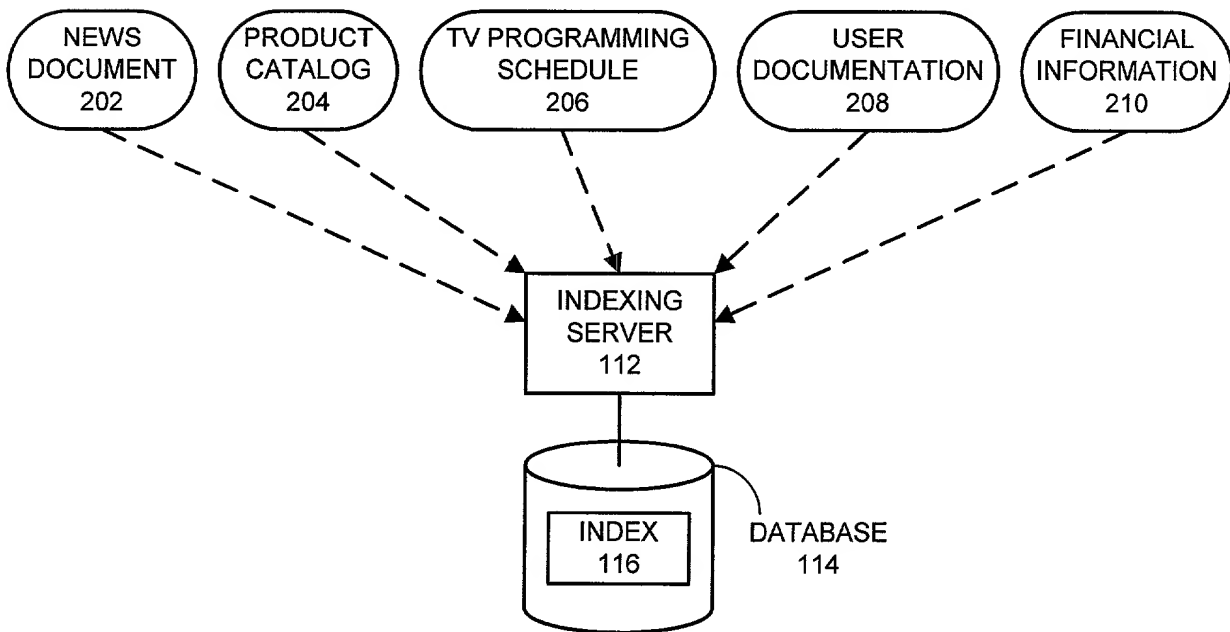 NEWS
DOCUMENT
202
PRODUCT
CATALOG
204
TV PROGRAMMING
SCHEDULE
206
USER
DOCUMENTATION
208
FINANCIAL
INFORMATION
210
INDEXING
SERVER
112
INDEX
116
DATABASE
114